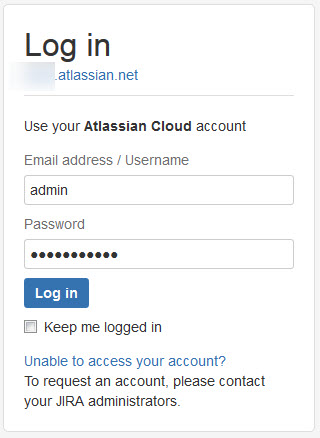 Log in
.atlassian.net
Use your Atlassian Cloud account
Email address / Username
admin
Password
●●●●●●●●●●●
Log in
Keep me logged in
Unable to access your account?
To request an account, please contact
your JIRA administrators.